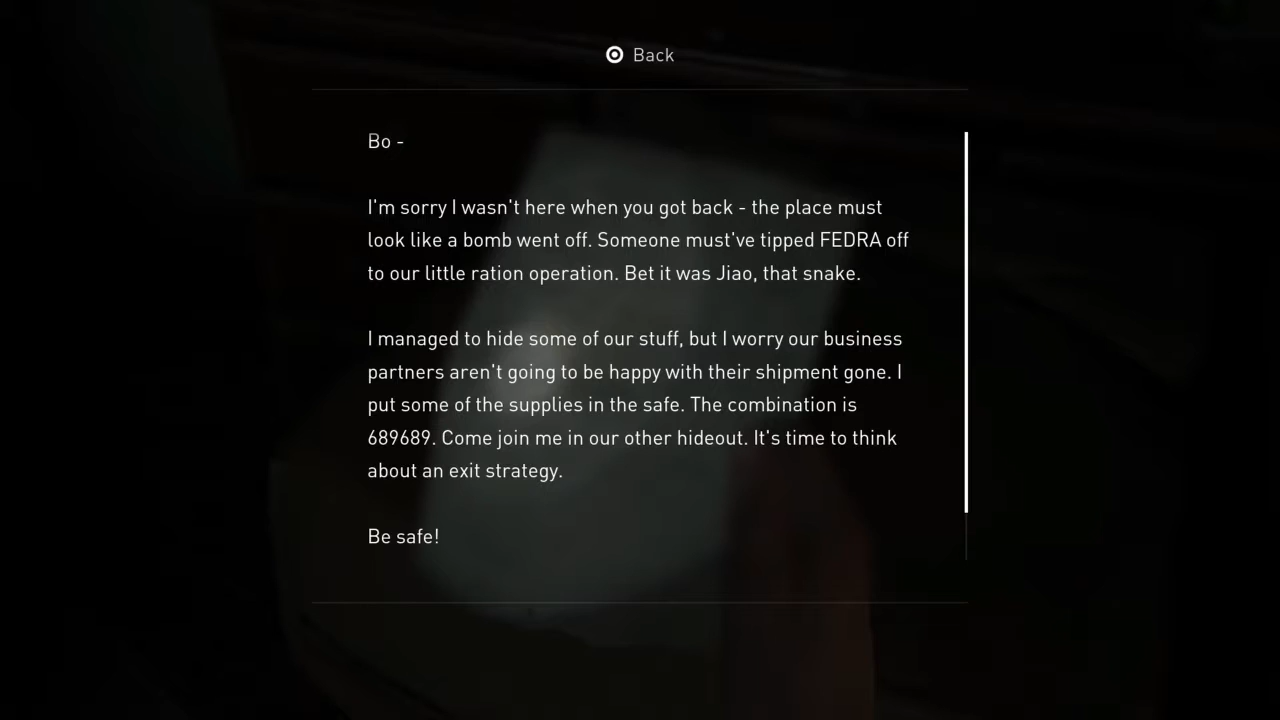 Back
Bo -
I'm sorry I wasn't here when you got back - the place must
look like a bomb went off. Someone must've tipped FEDRA off
to our little ration operation. Bet it was Jiao, that snake.
I managed to hide some of our stuff, but I worry our business
partners aren't going to be happy with their shipment gone. I
put some of the supplies in the safe. The combination is
689689. Come join me in our other hideout. It's time to think
about an exit strategy.
Be safe!